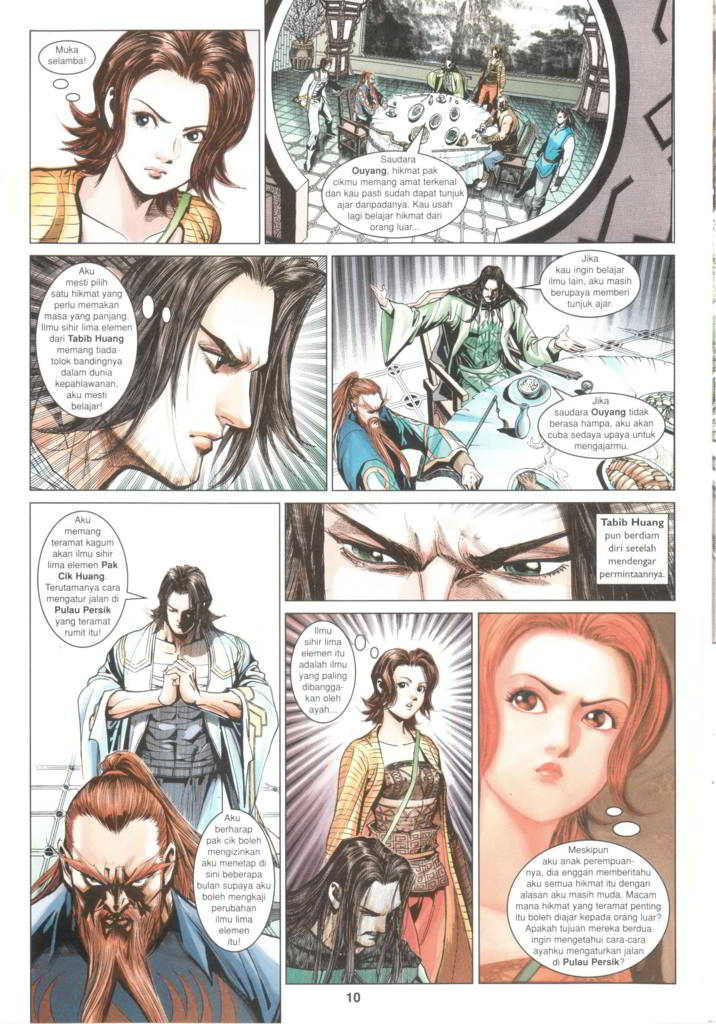 Muka
selamba!
Saudara
Ouyang, hikmat pak
cikmu memang amat terkenal
dan kau pasti sudah dapat tunjuk
ajar daripadanya. Kau usah
lagi belajar hikmat dari
orang luar...
Aku
mesti pilih
satu hikmat yang
perlu memakan
masa yang panjang.
Ilmu sihir lima elemen
dari Tabib Huang
memang tiada
tolok bandingnya
dalam dunia
kepahlawanan,
aku mesti
belajar!
Jika
kau ingin belajar
ilmu lain, aku masih
berupaya memberi
tunjuk ajar.
Jika
saudara Ouyang tidak
berasa hampa, aku akan
cuba sedaya upaya untuk
mengajarmu.
Aku
memang
teramat kagum
akan ilmu sihir
lima elemen Pak
Cik Huang.
Terutamanya cara
mengatur jalan di
Pulau Persik
yang teramat
rumit itu!
Aku
berharap
pak cik boleh
mengizinkan
aku menetap di
sini beberapa
bulan supaya aku
boleh mengkaji
perubahan
ilmu lima
elemen
itu!
Tabib Huang
pun berdiam
diri setelah
mendengar
permintaannya.
Ilmu
sihir lima
elemen itu
adalah ilmu
yang paling
dibangga-
kan oleh
ayah...
Meskipun
aku anak perempuan-
nya, dia enggan memberitahu
aku semua hikmat itu dengan
alasan aku masih muda. Macam
mana hikmat yang teramat penting
itu boleh diajar kepada orang luar?
Apakah tujuan mereka berdua
ingin mengetahui cara-cara
ayahku mengaturkan jalan
di Pulau Persik?
10